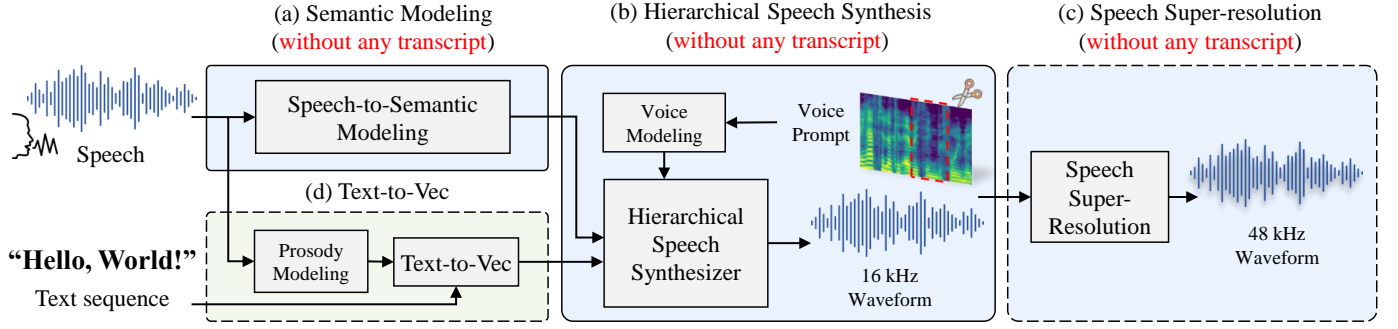 (a) Semantic Modeling
(without any transcript)
(b) Hierarchical Speech Synthesis
(without any transcript)
(c) Speech Super-resolution
(without any transcript)
Speech
Speech-to-Semantic
Modeling
(d) Text-to-Vec
“Hello, World!”
Text sequence
Prosody
Modeling
Text-to-Vec
Voice
Modeling
Voice
Prompt
Hierarchical
Speech
Synthesizer
16 kHz
Waveform
Speech
Super-
Resolution
48 kHz
Waveform